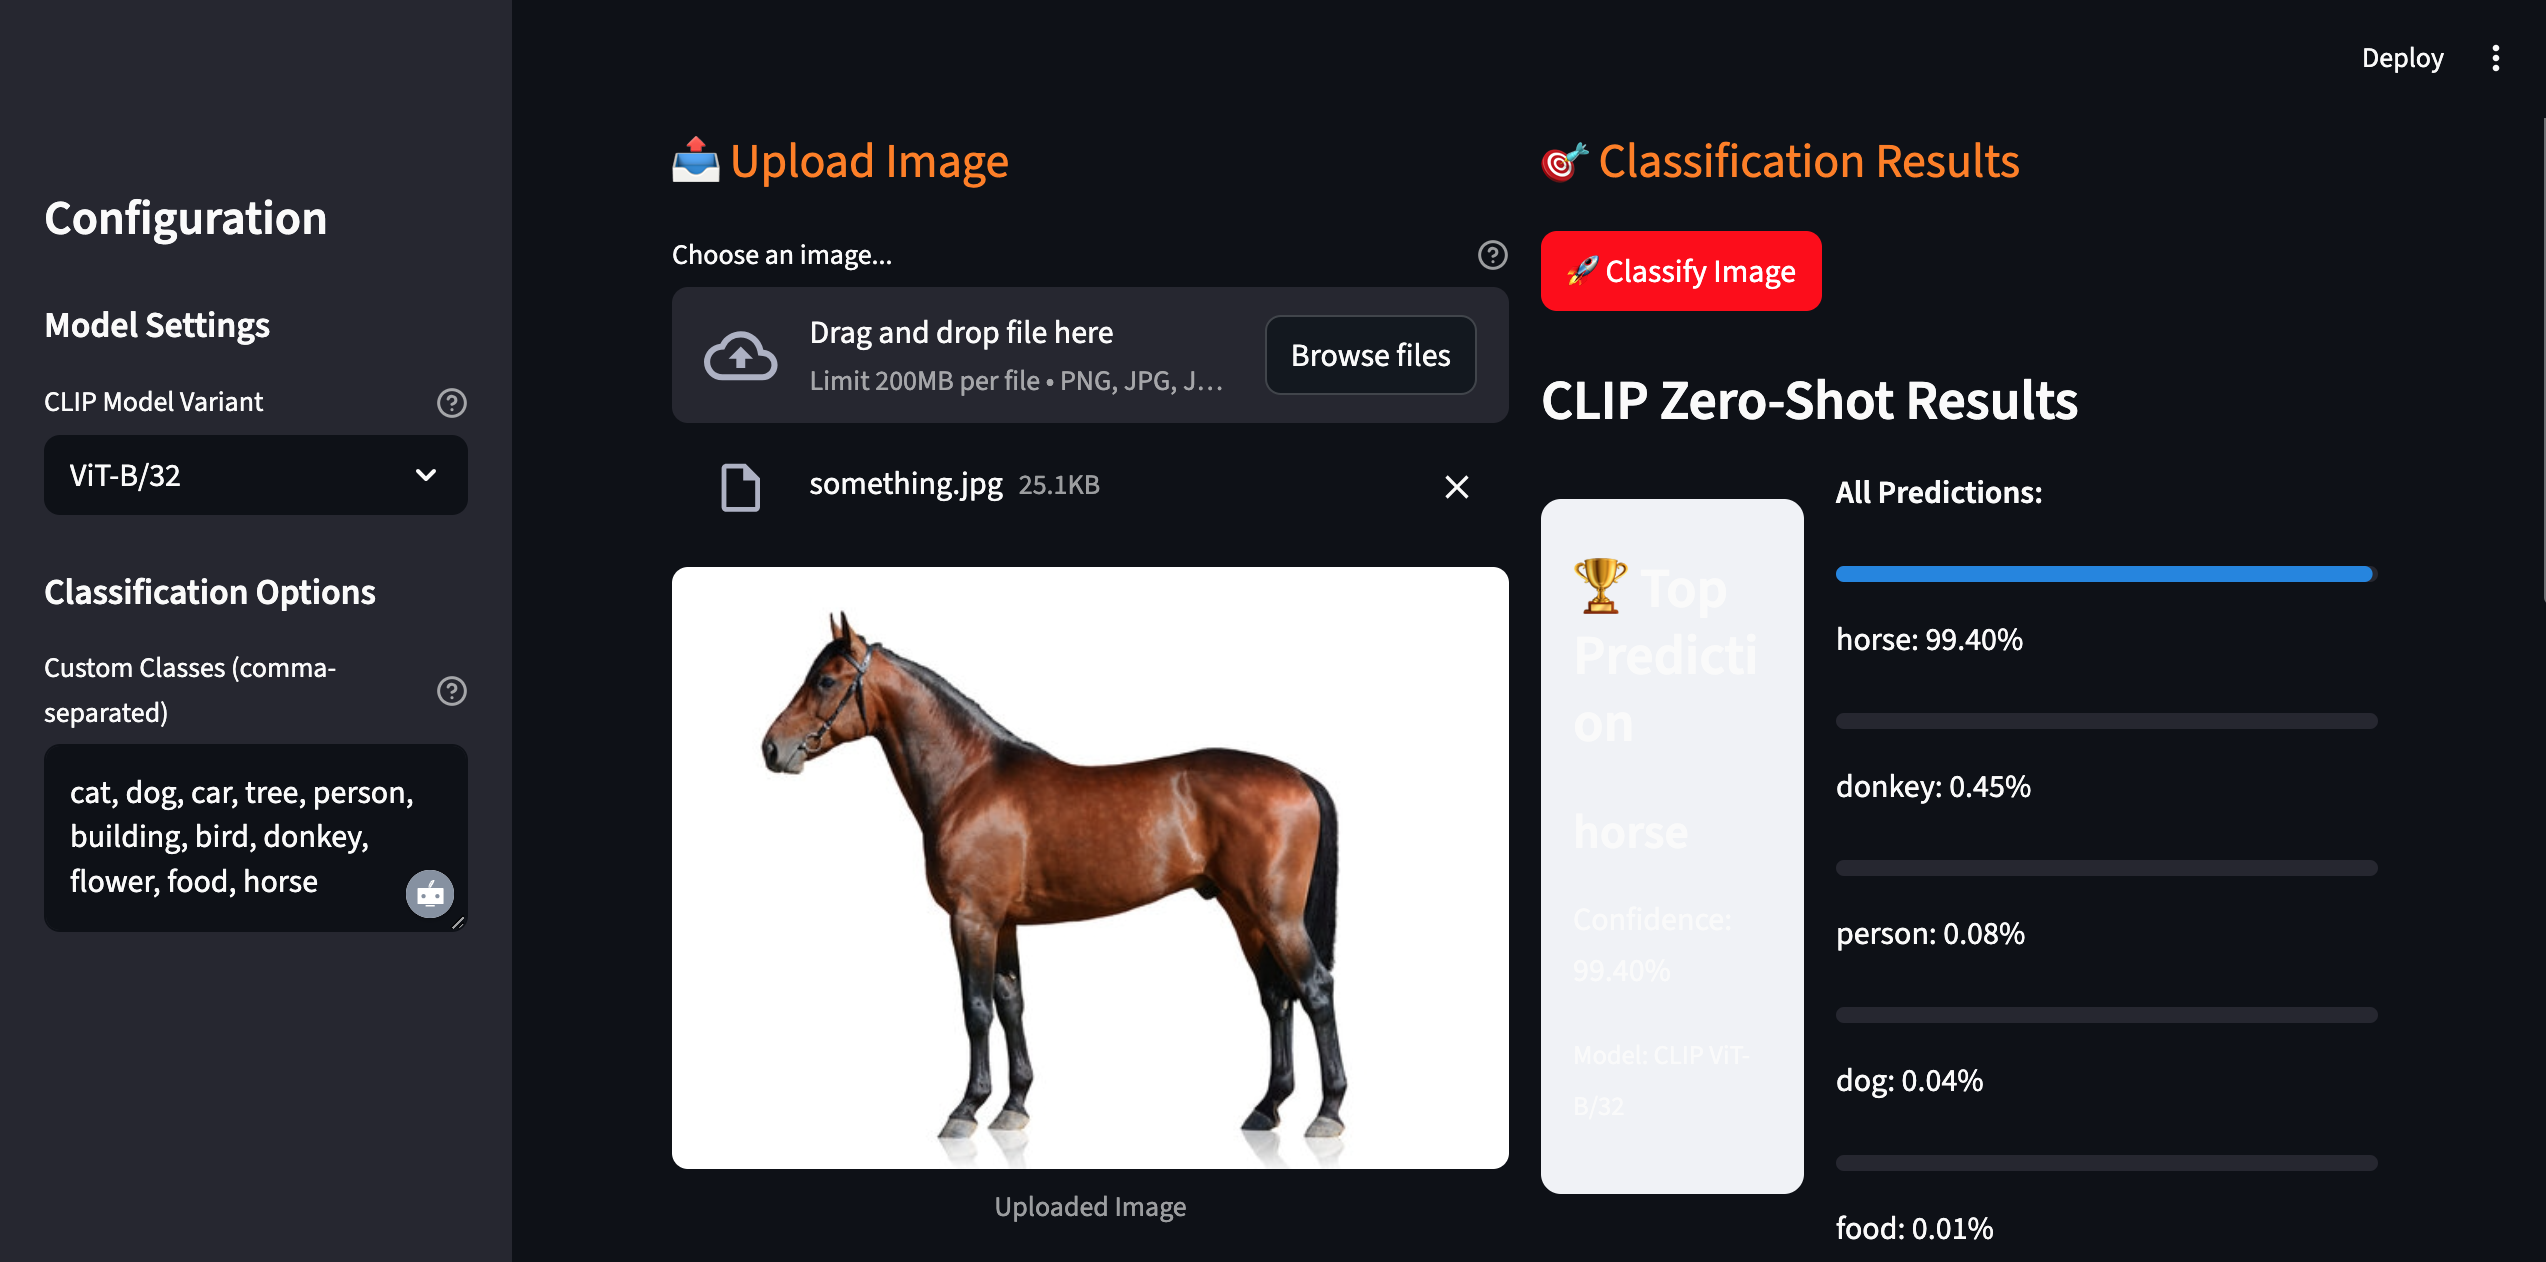 Deploy
Configuration
Model Settings
CLIP Model Variant
ViT-B/32
Classification Options
Custom Classes (comma-
separated)
cat, dog, car, tree, person,
building, bird, donkey,
flower, food, horse
📤 Upload Image
Choose an image...
Drag and drop file here
Limit 200MB per file • PNG, JPG, J...
Browse files
something.jpg 25.1KB
Uploaded Image
🎯 Classification Results
🚀 Classify Image
CLIP Zero-Shot Results
🏆 Top
Predicti
on
horse
Confidence:
99.40%
Model: CLIP ViT-
B/32
All Predictions:
horse: 99.40%
donkey: 0.45%
person: 0.08%
dog: 0.04%
food: 0.01%